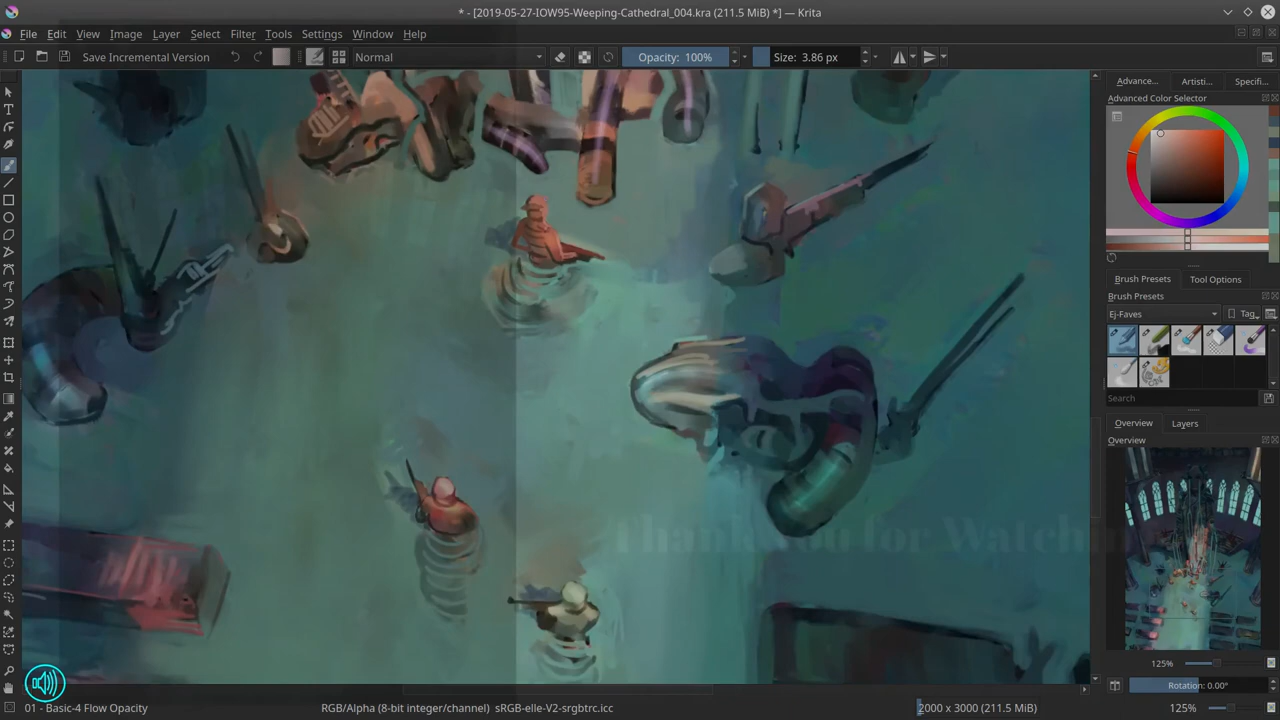 * - [2019-05-27-IOW95-Weeping-Cathedral_004.kra (211.5 MiB) *] — Krita
File Edit View Image Layer Select Filter Tools Settings Window Help
Save Incremental Version Normal Opacity: 100% Size: 3.86 px
Advance... Artisti... Specifi...
Advanced Color Selector
Brush Presets Tool Options
Brush Presets
Ej-Faves Tag
Search
Overview Layers
Overview
Thank You for Watchin
125%
Rotation: 0.00°
01 - Basic-4 Flow Opacity RGB/Alpha (8-bit integer/channel) sRGB-elle-V2-srgbtrc.icc 2000 x 3000 (211.5 MiB) 125%